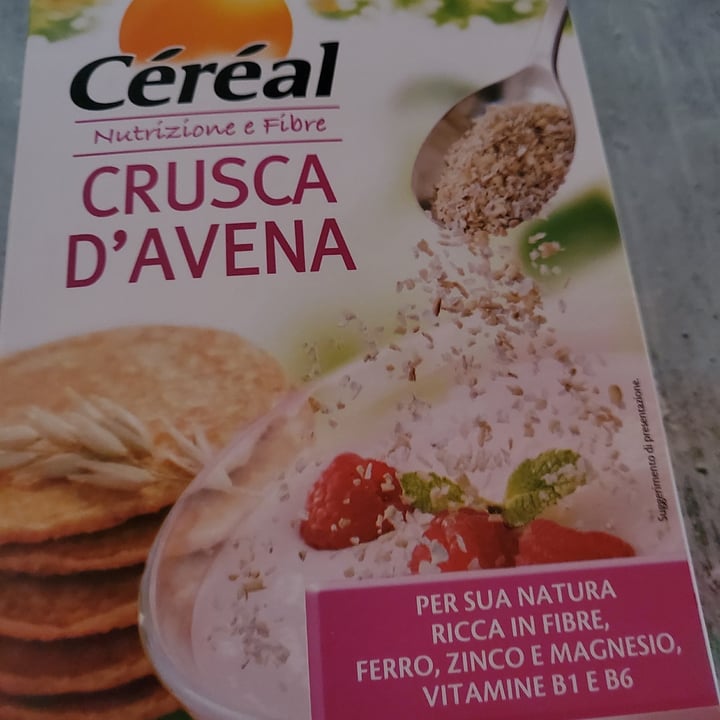 Céréal
Nutrizione e Fibre
CRUSCA
D'AVENA
Suggerimento di presentazione.
PER SUA NATURA
RICCA IN FIBRE,
FERRO, ZINCO E MAGNESIO,
VITAMINE B1 E B6